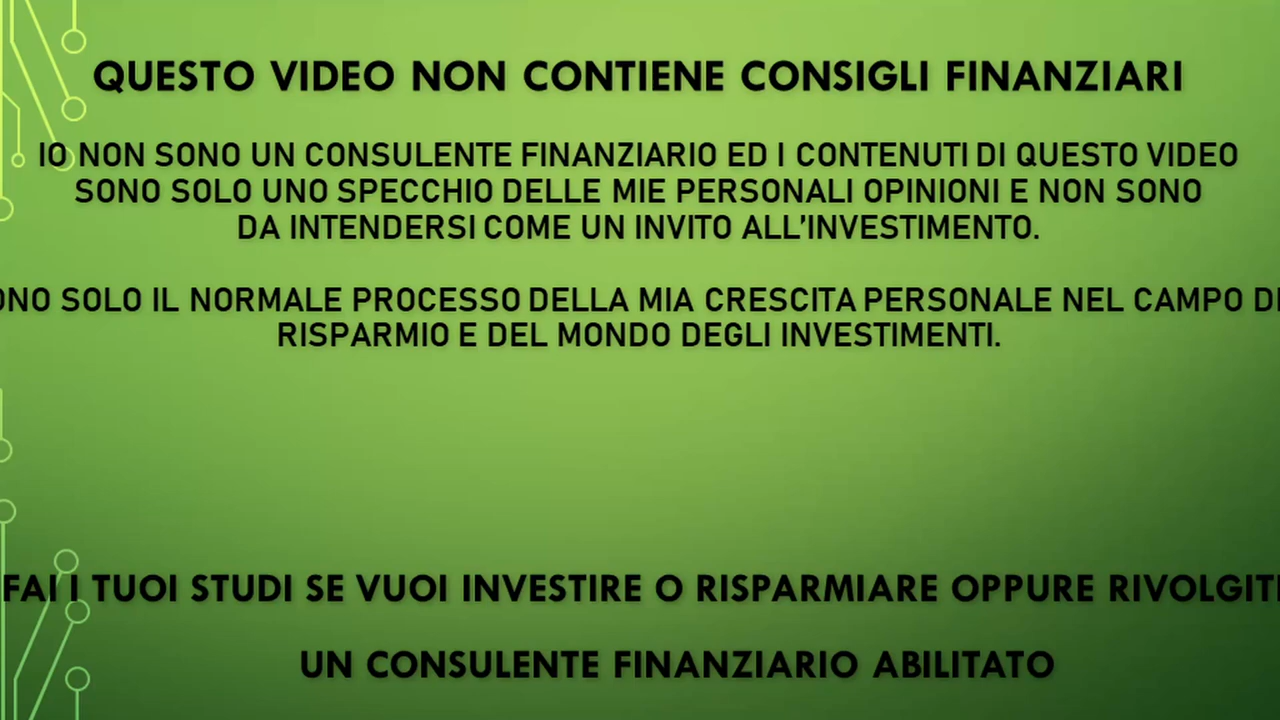 QUESTO VIDEO NON CONTIENE CONSIGLI FINANZIARI
IO NON SONO UN CONSULENTE FINANZIARIO ED I CONTENUTI DI QUESTO VIDEO
SONO SOLO UNO SPECCHIO DELLE MIE PERSONALI OPINIONI E NON SONO
DA INTENDERSI COME UN INVITO ALL'INVESTIMENTO.
SOLO IL NORMALE PROCESSO DELLA MIA CRESCITA PERSONALE NEL CAMPO
RISPARMIO E DEL MONDO DEGLI INVESTIMENTI.
FAI I TUOI STUDI SE VUOI INVESTIRE O RISPARMIARE OPPURE
UN CONSULENTE FINANZIARIO ABILITATO